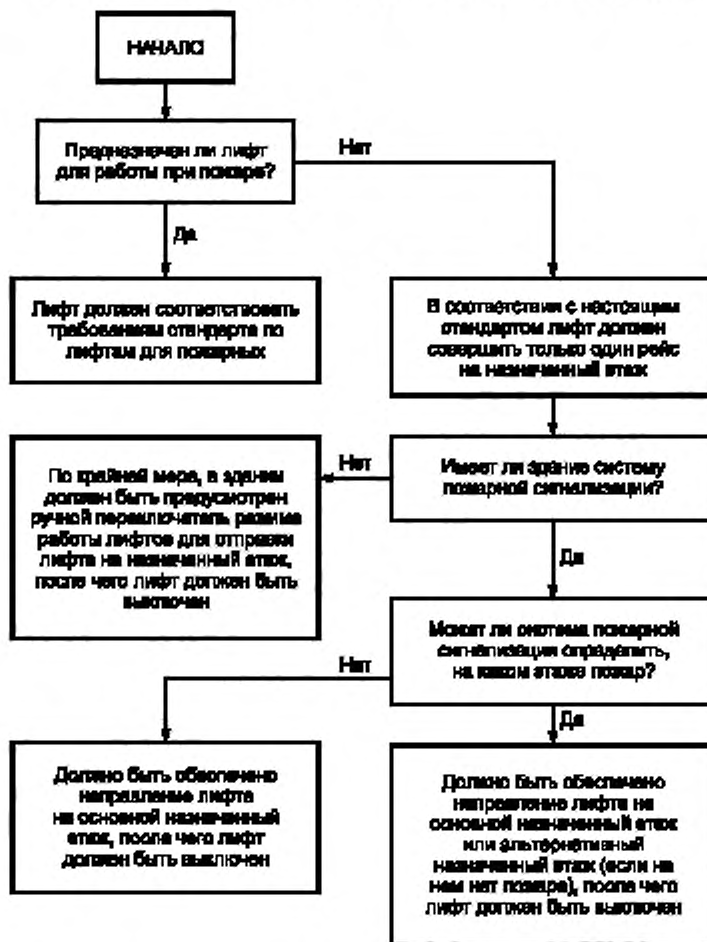 НАЧАЛО
Предназначен ли лифт
для работы при пожаре?
Нет
Да
Лифт должен соответствовать
требованиям стандарта по
лифтам для пожарных
В соответствии с настоящим
стандартом лифт должен
совершить только один рейс
на назначенный этаж
Имеет ли здание систему
пожарной сигнализации?
Нет
По крайней мере, в здании
должен быть предусмотрен
ручной переключатель режима
работы лифтов для отправки
лифта на назначенный этаж,
после чего лифт должен быть
выключен
Да
Может ли система пожарной
сигнализации определить,
на каком этаже пожар?
Нет
Да
Должно быть обеспечено
направление лифта
на основной назначенный
этаж, после чего лифт
должен быть выключен
Должно быть обеспечено
направление лифта на
основной назначенный этаж
или альтернативный
назначенный этаж (если на
нем нет пожара), после чего
лифт должен быть выключен